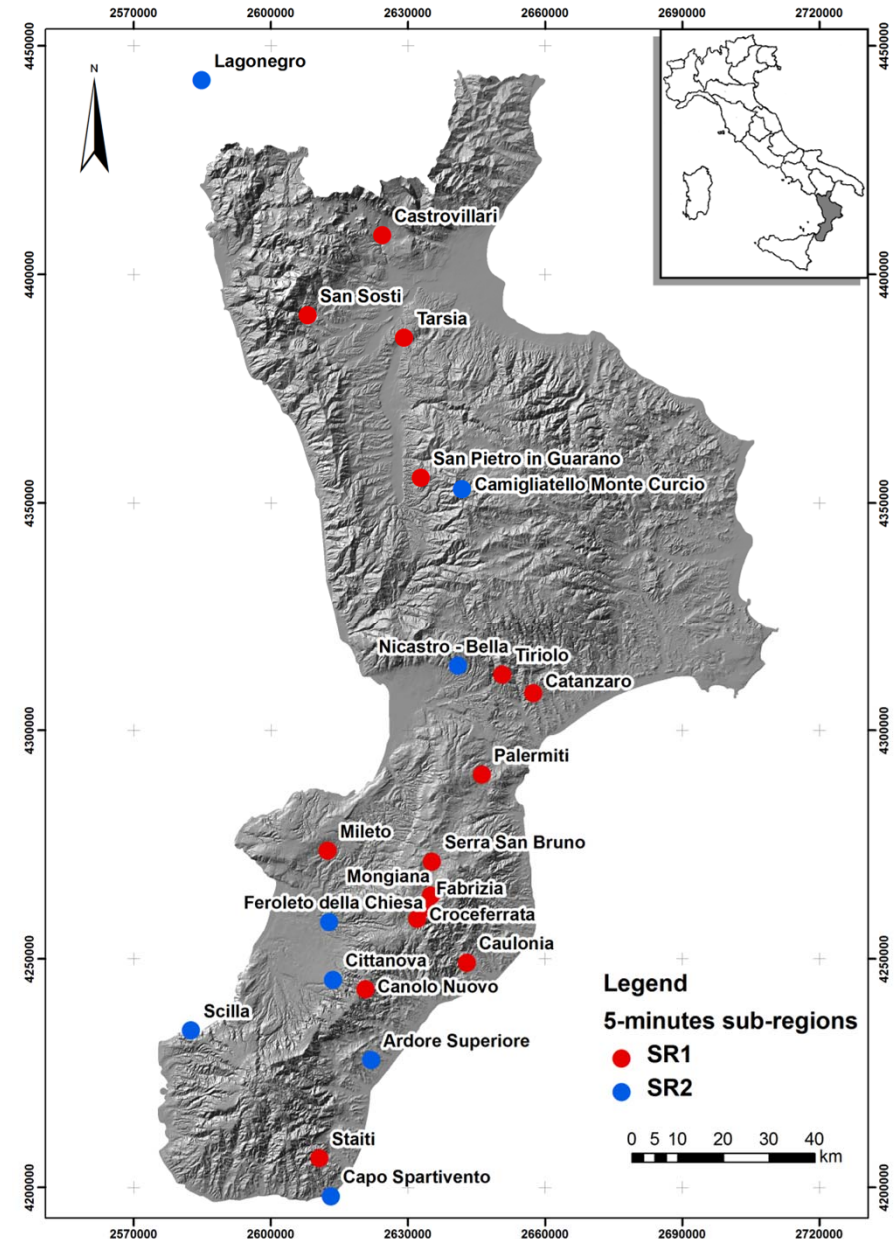 2570000 2600000 2630000 2660000 2690000 2720000
4450000 4450000
Lagonegro
N
Castrovillari
4400000 4400000
San Sosti
Tarsia
San Pietro in Guarano
Camigliatello Monte Curcio
4350000 4350000
Nicastro - Bella
Tiriolo
Catanzaro
4300000 4300000
Palermiti
Mileto
Serra San Bruno
Mongiana
Fabrizia
Feroleto della Chiesa
Croceferrata
Caulonia
4250000 4250000
Cittanova
Canolo Nuovo
Scilla
Ardore Superiore
Legend
5-minutes sub-regions
SR1
SR2
Staiti
0 5 10 20 30 40
km
Capo Spartivento
4200000 4200000
2570000 2600000 2630000 2660000 2690000 2720000